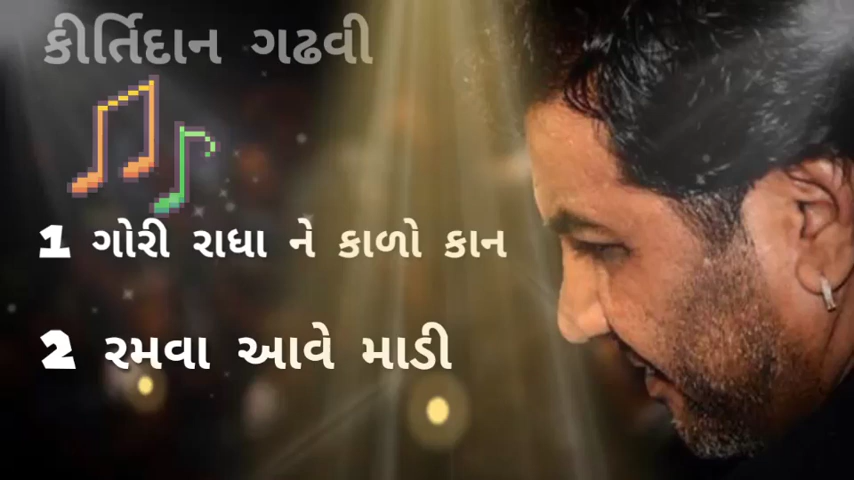 કીર્તિદાન ગઢવી
1 ગોરી રાધા ને કાળો કાન
2 રમવા આવે માડી